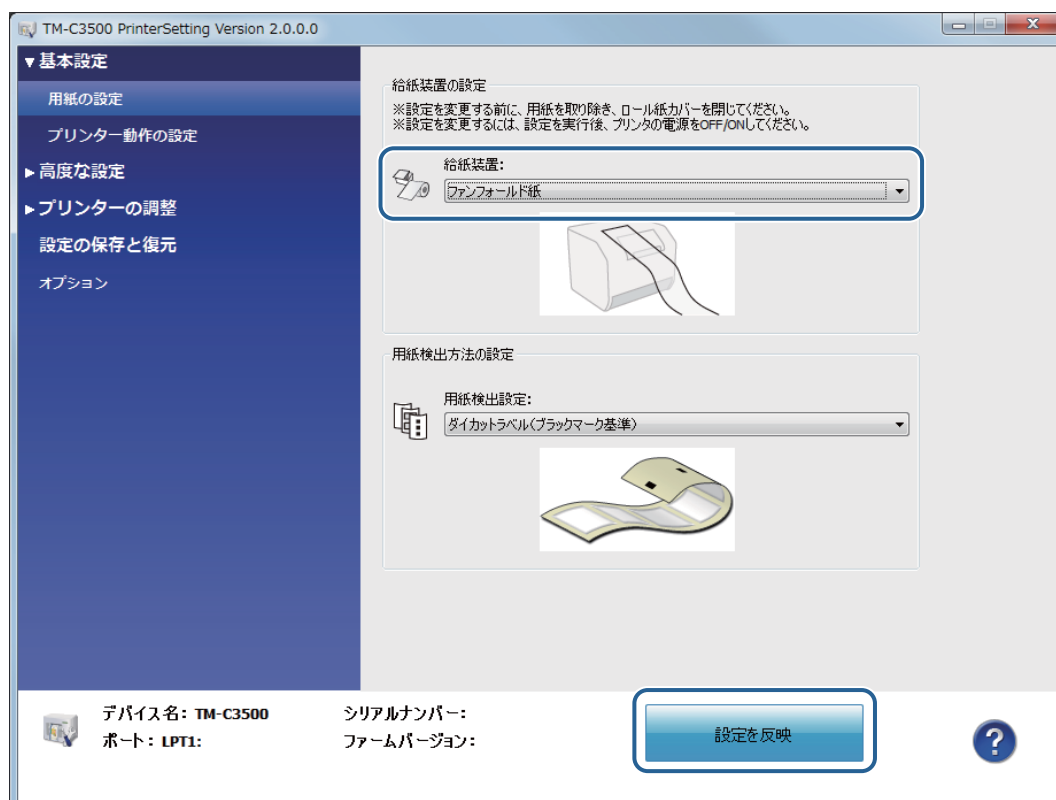 TM-C3500 PrinterSetting Version 2.0.0.0
▼基本設定
用紙の設定
プリンター動作の設定
▶高度な設定
▶プリンターの調整
設定の保存と復元
オプション
給紙装置の設定
※設定を変更する前に、用紙を取り除き、ロール紙カバーを閉じてください。
※設定を変更するには、設定を実行後、プリンタの電源をOFF/ONしてください。
給紙装置:
ファンフォールド紙
用紙検出方法の設定
用紙検出設定:
ダイカットラベル(ブラックマーク基準)
デバイス名: TM-C3500
シリアルナンバー:
ポート: LPT1:
ファームバージョン:
設定を反映
?